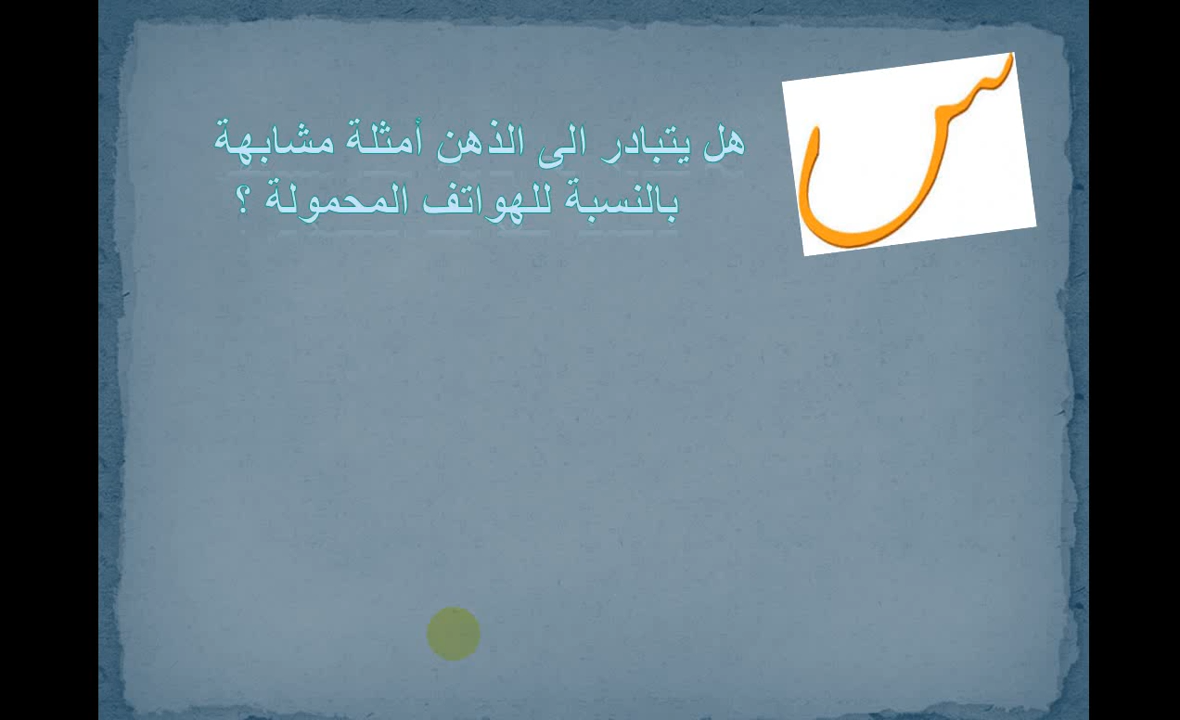 س
هل يتبادر الى الذهن أمثلة مشابهة
بالنسبة للهواتف المحمولة ؟